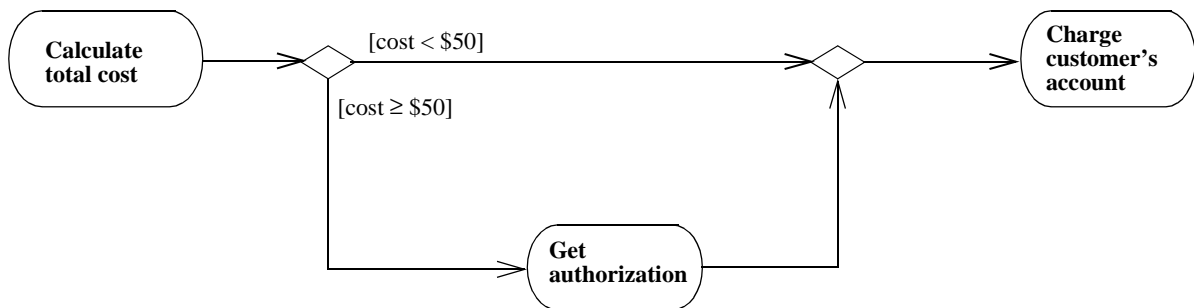 Calculate
total cost
[cost < $50]
[cost ≥ $50]
Get
authorization
Charge
customer’s
account